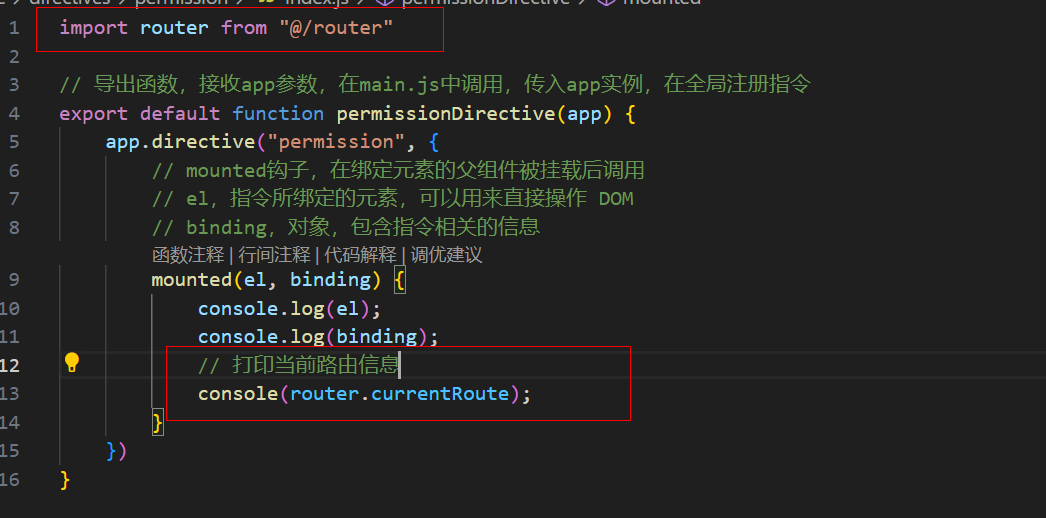 directives › permission › index.js › permissionDirective › mounted
1 import router from "@/router"
2
3 // 导出函数，接收app参数，在main.js中调用，传入app实例，在全局注册指令
4 export default function permissionDirective(app) {
5 app.directive("permission", {
6 // mounted钩子，在绑定元素的父组件被挂载后调用
7 // el，指令所绑定的元素，可以用来直接操作 DOM
8 // binding，对象，包含指令相关的信息
函数注释 | 行间注释 | 代码解释 | 调优建议
9 mounted(el, binding) {
10 console.log(el);
11 console.log(binding);
12 // 打印当前路由信息
13 console(router.currentRoute);
14 }
15 })
16 }